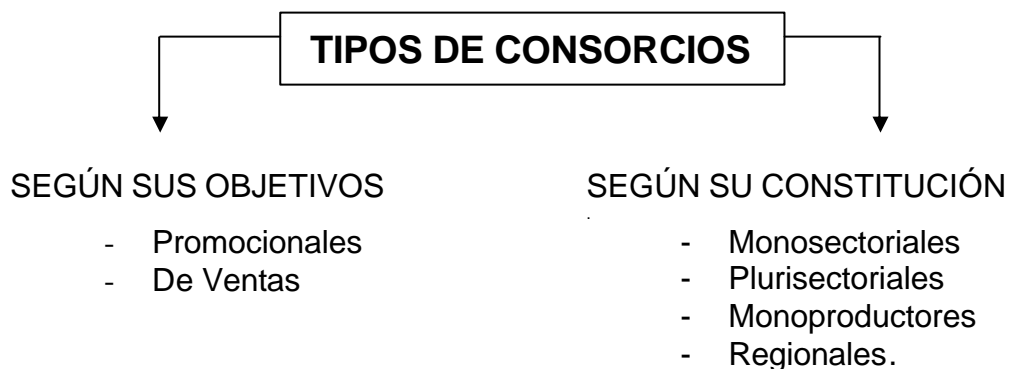 TIPOS DE CONSORCIOS
SEGÚN SUS OBJETIVOS
- Promocionales
- De Ventas
SEGÚN SU CONSTITUCIÓN
- Monosectoriales
- Plurisectoriales
- Monoproductores
- Regionales.